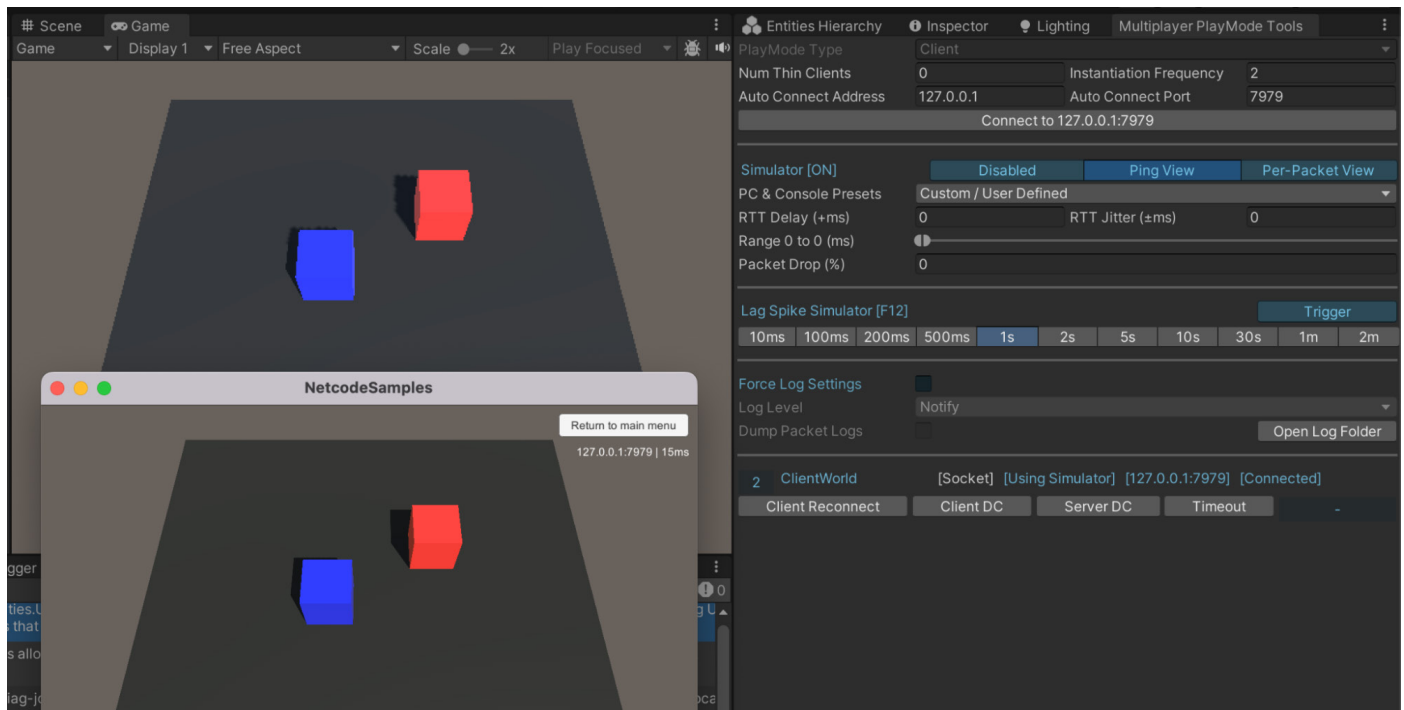 Scene Game
Game Display 1 Free Aspect Scale 2x Play Focused
Entities Hierarchy Inspector Lighting Multiplayer PlayMode Tools
PlayMode Type Client
Num Thin Clients 0 Instantiation Frequency 2
Auto Connect Address 127.0.0.1 Auto Connect Port 7979
Connect to 127.0.0.1:7979
Simulator [ON] Disabled Ping View Per-Packet View
PC & Console Presets Custom / User Defined
RTT Delay (+ms) 0 RTT Jitter (±ms) 0
Range 0 to 0 (ms)
Packet Drop (%) 0
Lag Spike Simulator [F12] Trigger
10ms 100ms 200ms 500ms 1s 2s 5s 10s 30s 1m 2m
Force Log Settings
Log Level Notify
Dump Packet Logs Open Log Folder
2 ClientWorld [Socket] [Using Simulator] [127.0.0.1:7979] [Connected]
Client Reconnect Client DC Server DC Timeout -
NetcodeSamples
Return to main menu
127.0.0.1:7979 | 15ms
gger
0
ties.U
g U
s that
s allo
iag-jo
oca